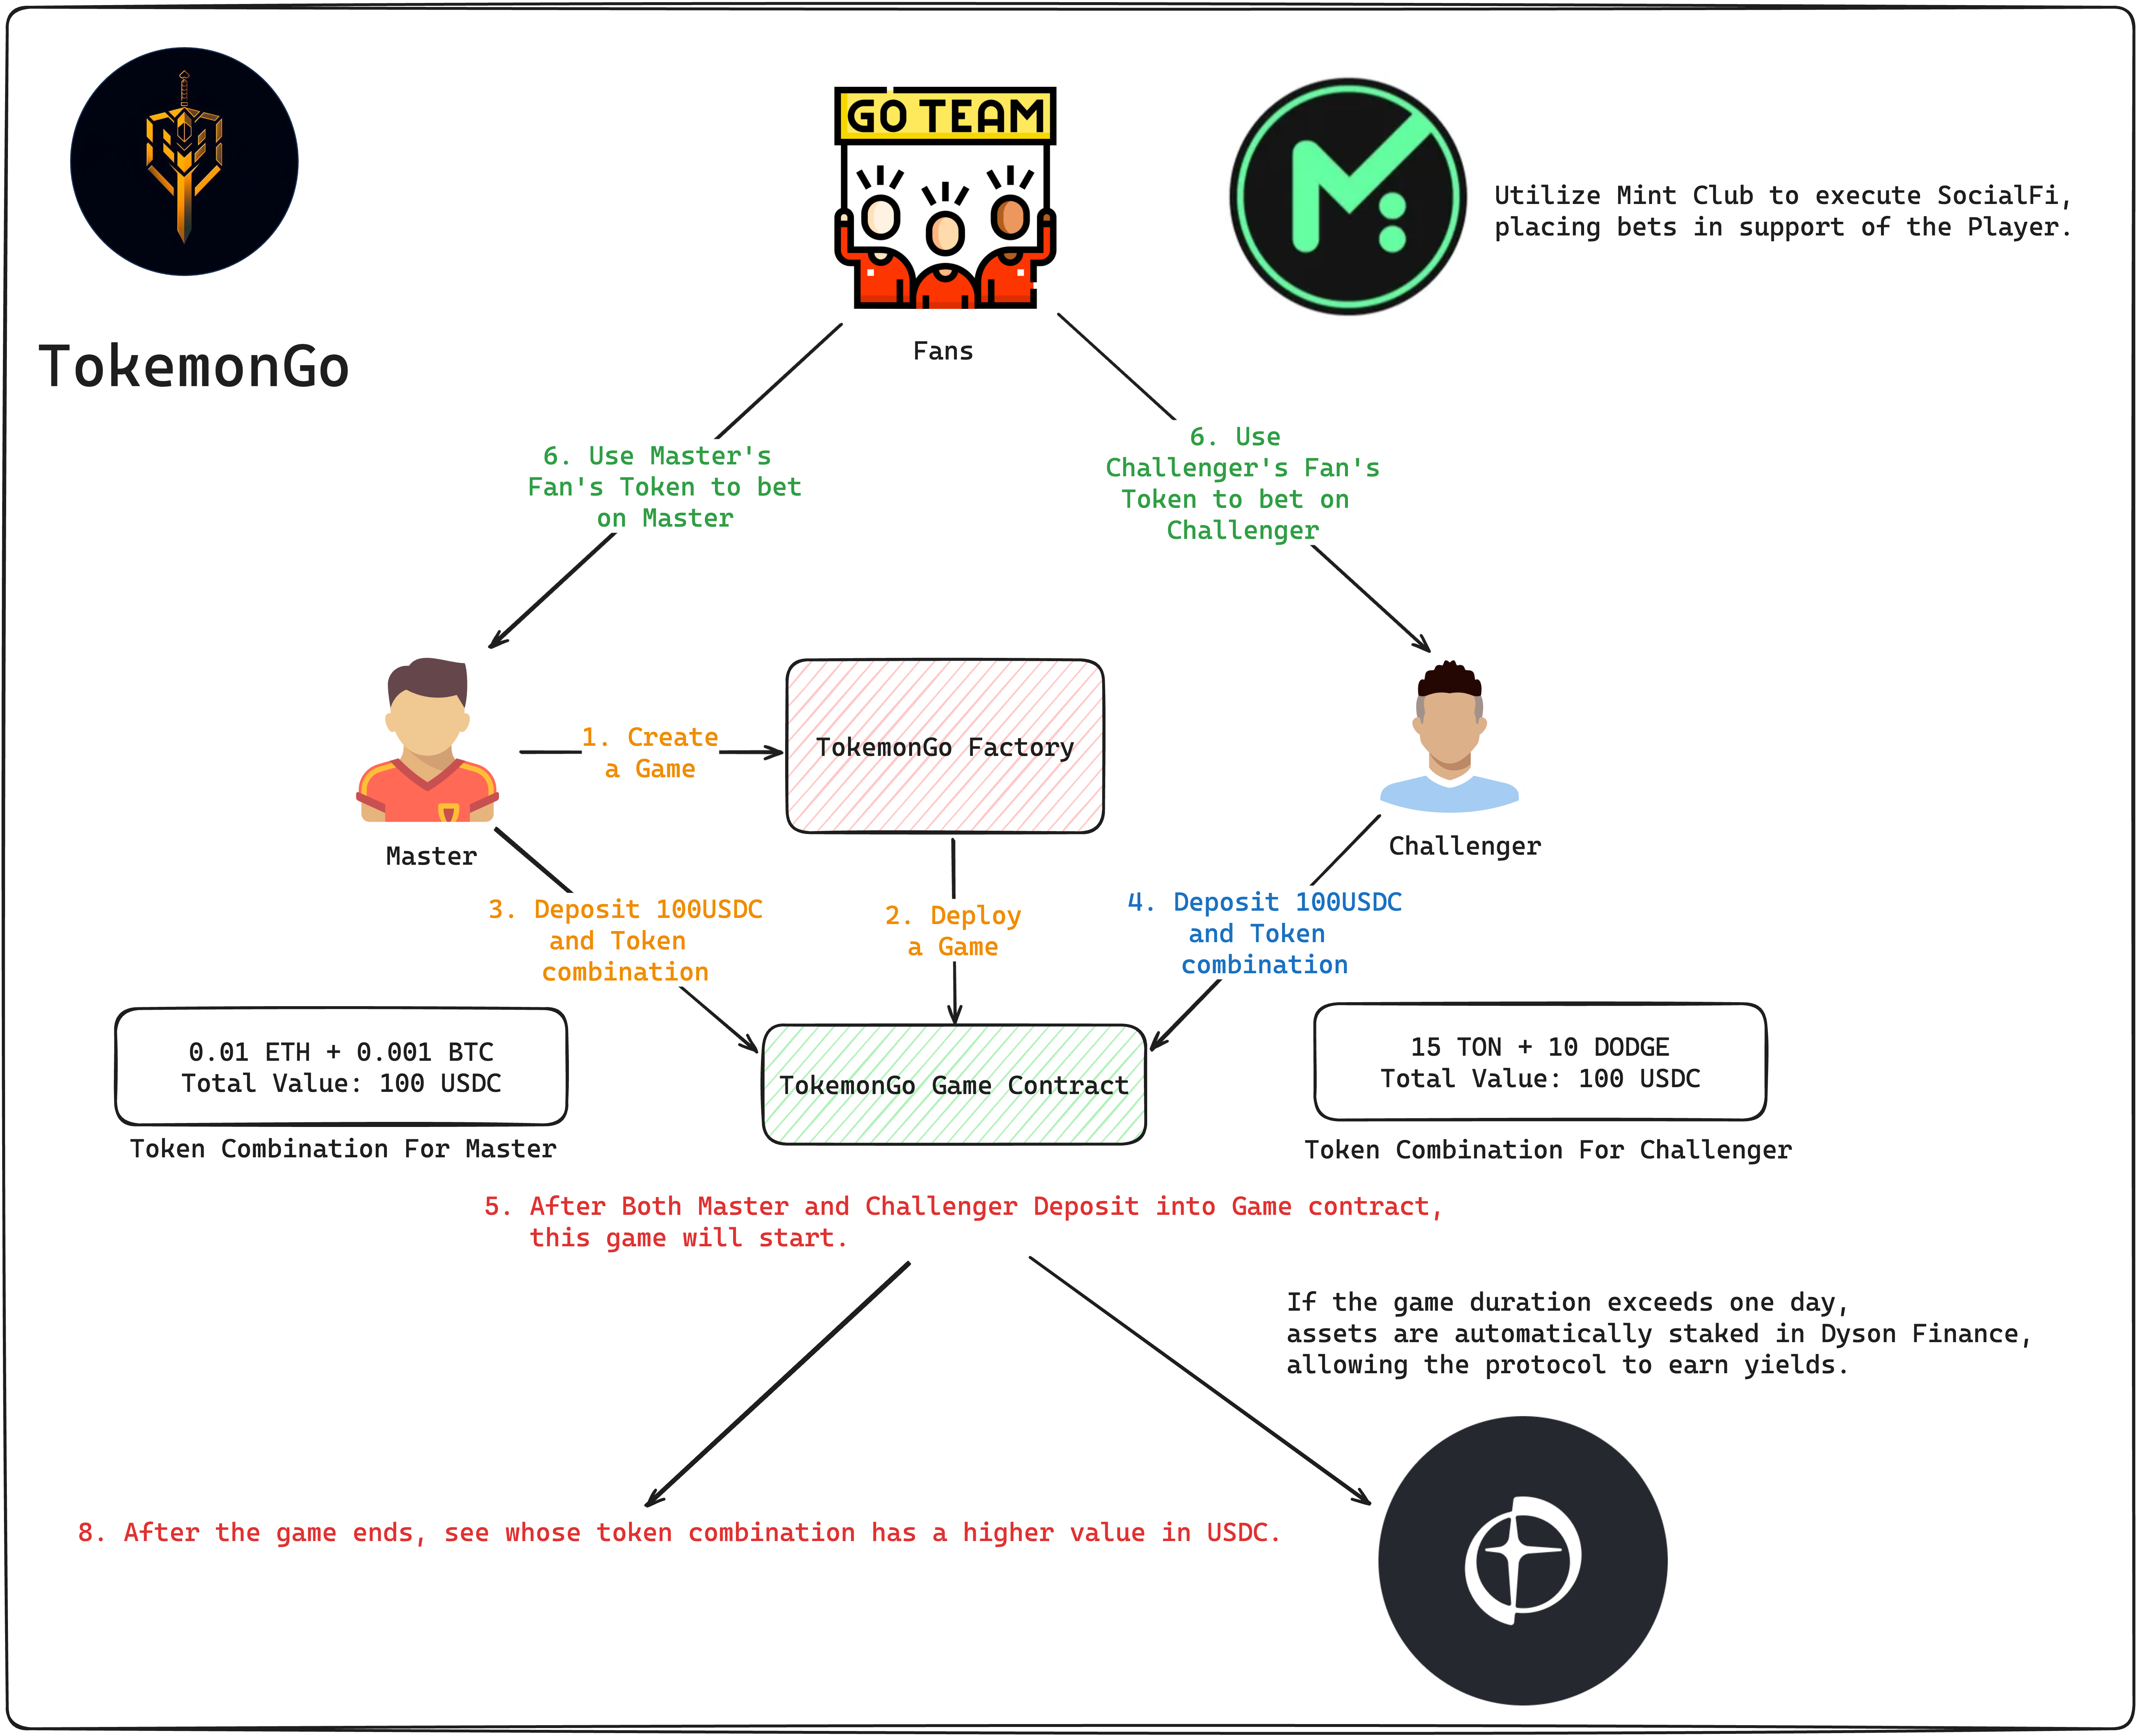 GO TEAM
Utilize Mint Club to execute SocialFi,
placing bets in support of the Player.
TokemonGo
Fans
6. Use Master's
Fan's Token to bet
on Master
6. Use
Challenger's Fan's
Token to bet on
Challenger
1. Create
a Game
TokemonGo Factory
Master
Challenger
3. Deposit 100USDC
and Token
combination
2. Deploy
a Game
4. Deposit 100USDC
and Token
combination
0.01 ETH + 0.001 BTC
Total Value: 100 USDC
Token Combination For Master
TokemonGo Game Contract
15 TON + 10 DODGE
Total Value: 100 USDC
Token Combination For Challenger
5. After Both Master and Challenger Deposit into Game contract,
this game will start.
If the game duration exceeds one day,
assets are automatically staked in Dyson Finance,
allowing the protocol to earn yields.
8. After the game ends, see whose token combination has a higher value in USDC.